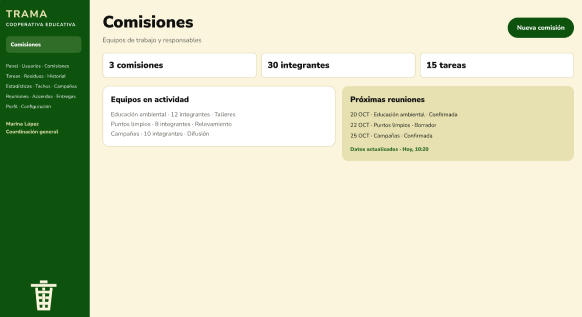 TRAMA
COOPERATIVA EDUCATIVA
Comisiones
Panel · Usuarios · Comisiones
Tareas · Residuos · Historial
Estadísticas · Tachos · Campañas
Reuniones · Acuerdos · Entregas
Perfil · Configuración
Marina López
Coordinación general
Comisiones
Equipos de trabajo y responsables
Nueva comisión
3 comisiones
30 integrantes
15 tareas
Equipos en actividad
Educación ambiental · 12 integrantes · Talleres
Puntos limpios · 8 integrantes · Relevamiento
Campañas · 10 integrantes · Difusión
Próximas reuniones
20 OCT · Educación ambiental · Confirmada
22 OCT · Puntos limpios · Borrador
25 OCT · Campañas · Confirmada
Datos actualizados · Hoy, 10:20